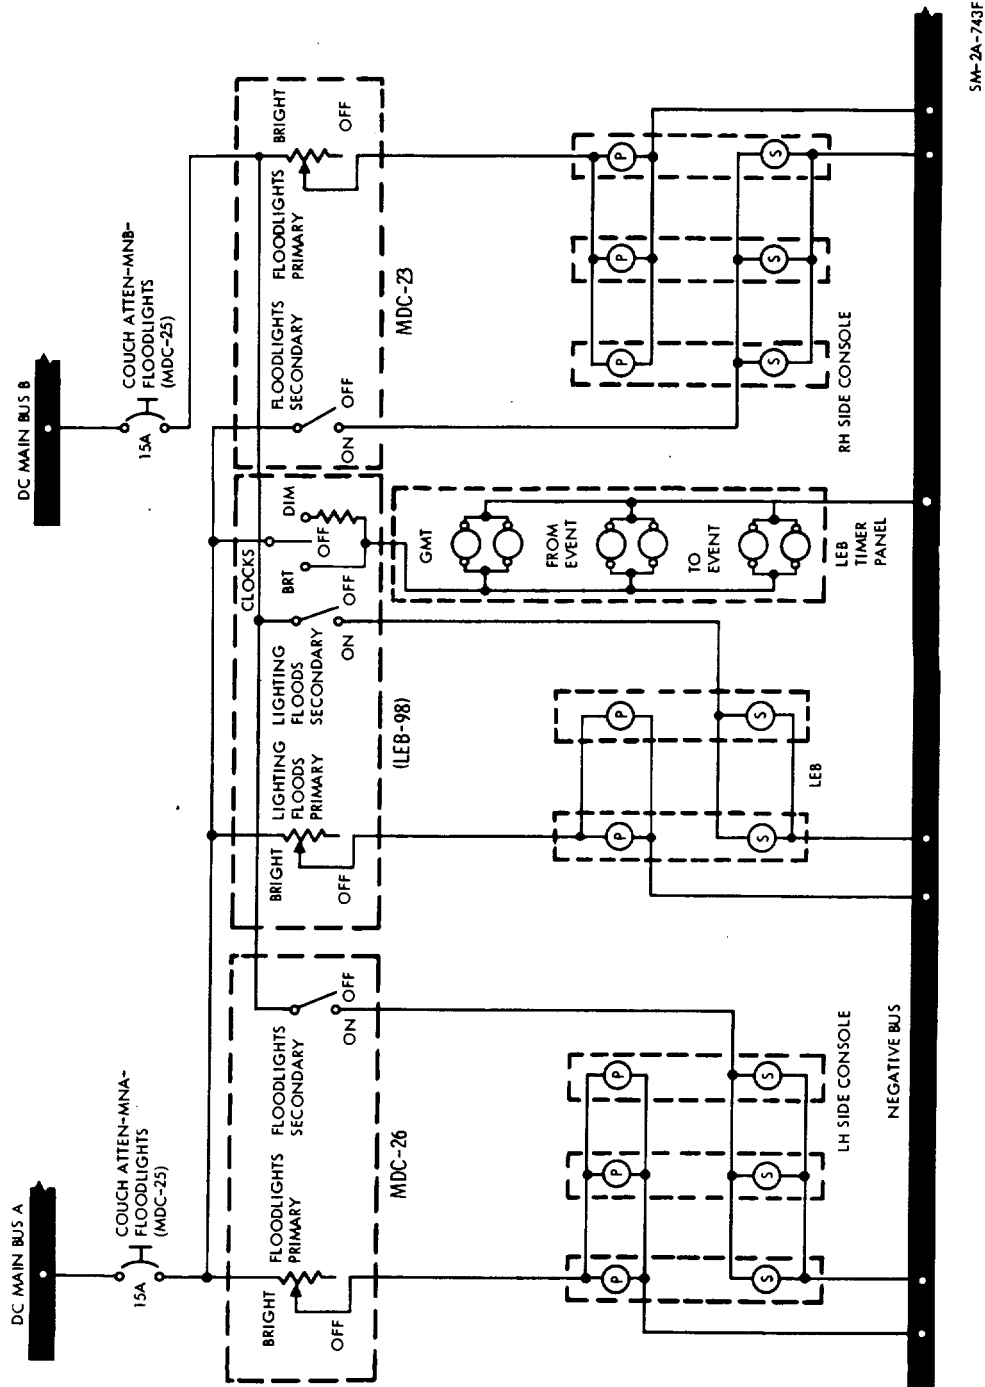 DC MAIN BUS A
COUCH ATTEN-MNA-
FLOODLIGHTS
(MDC-25)
15A
DC MAIN BUS B
COUCH ATTEN-MNB-
FLOODLIGHTS
(MDC-25)
15A
BRIGHT
OFF
FLOODLIGHTS
PRIMARY
FLOODLIGHTS
SECONDARY
ON
OFF
MDC-26
BRIGHT
OFF
LIGHTING
FLOODS
PRIMARY
LIGHTING
FLOODS
SECONDARY
ON
OFF
CLOCKS
BRT
OFF
DIM
(LEB-98)
FLOODLIGHTS
SECONDARY
ON
OFF
FLOODLIGHTS
PRIMARY
BRIGHT
OFF
MDC-23
GMT
FROM
EVENT
TO
EVENT
LEB
TIMER
PANEL
P
P
P
S
S
S
LH SIDE CONSOLE
P
P
S
S
LEB
P
P
P
S
S
S
RH SIDE CONSOLE
NEGATIVE BUS
SM-2A-743F